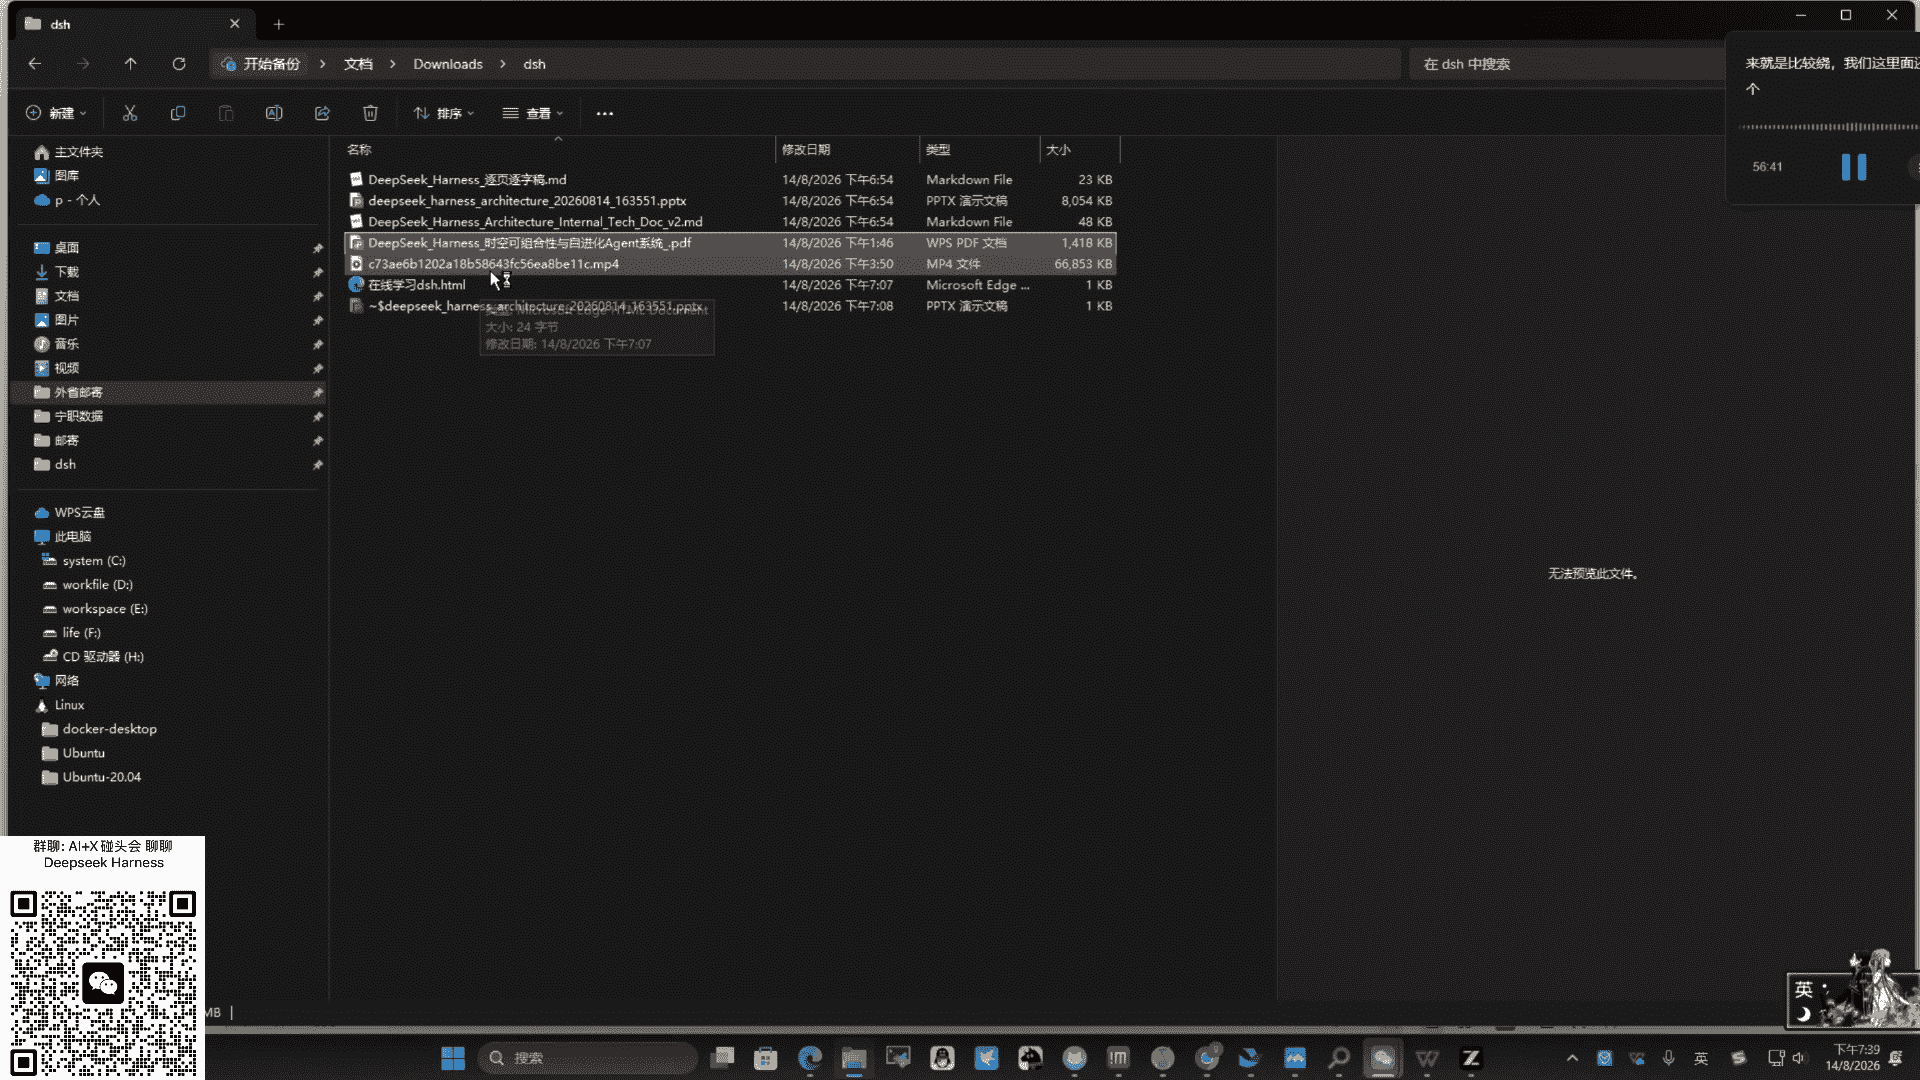 dsh
开始备份 > 文档 > Downloads > dsh
在 dsh 中搜索
来就是比较绕，我们这里面还
个
56:41
新建
排序
查看
主文件夹
图库
p - 个人
桌面
下载
文档
图片
音乐
视频
外省邮寄
宁职数据
邮寄
dsh
WPS云盘
此电脑
system (C:)
workfile (D:)
workspace (E:)
life (F:)
CD 驱动器 (H:)
网络
Linux
docker-desktop
Ubuntu
Ubuntu-20.04
名称 修改日期 类型 大小
DeepSeek_Harness_逐页逐字稿.md 14/8/2026 下午6:54 Markdown File 23 KB
deepseek_harness_architecture_20260814_163551.pptx 14/8/2026 下午6:54 PPTX 演示文稿 8,054 KB
DeepSeek_Harness_Architecture_Internal_Tech_Doc_v2.md 14/8/2026 下午6:54 Markdown File 48 KB
DeepSeek_Harness_时空可组合性与自进化Agent系统_.pdf 14/8/2026 下午1:46 WPS PDF 文档 1,418 KB
c73ae6b1202a18b58643fc56ea8be11c.mp4 14/8/2026 下午3:50 MP4 文件 66,853 KB
在线学习dsh.html 14/8/2026 下午7:07 Microsoft Edge ... 1 KB
~$deepseek_harness_architecture_20260814_163551.pptx 14/8/2026 下午7:08 PPTX 演示文稿 1 KB
类型: Microsoft Edge HTML Document
大小: 24 字节
修改日期: 14/8/2026 下午7:07
无法预览此文件。
群聊: AI+X 碰头会 聊聊
Deepseek Harness
MB
英
搜索
英
下午7:39
14/8/2026